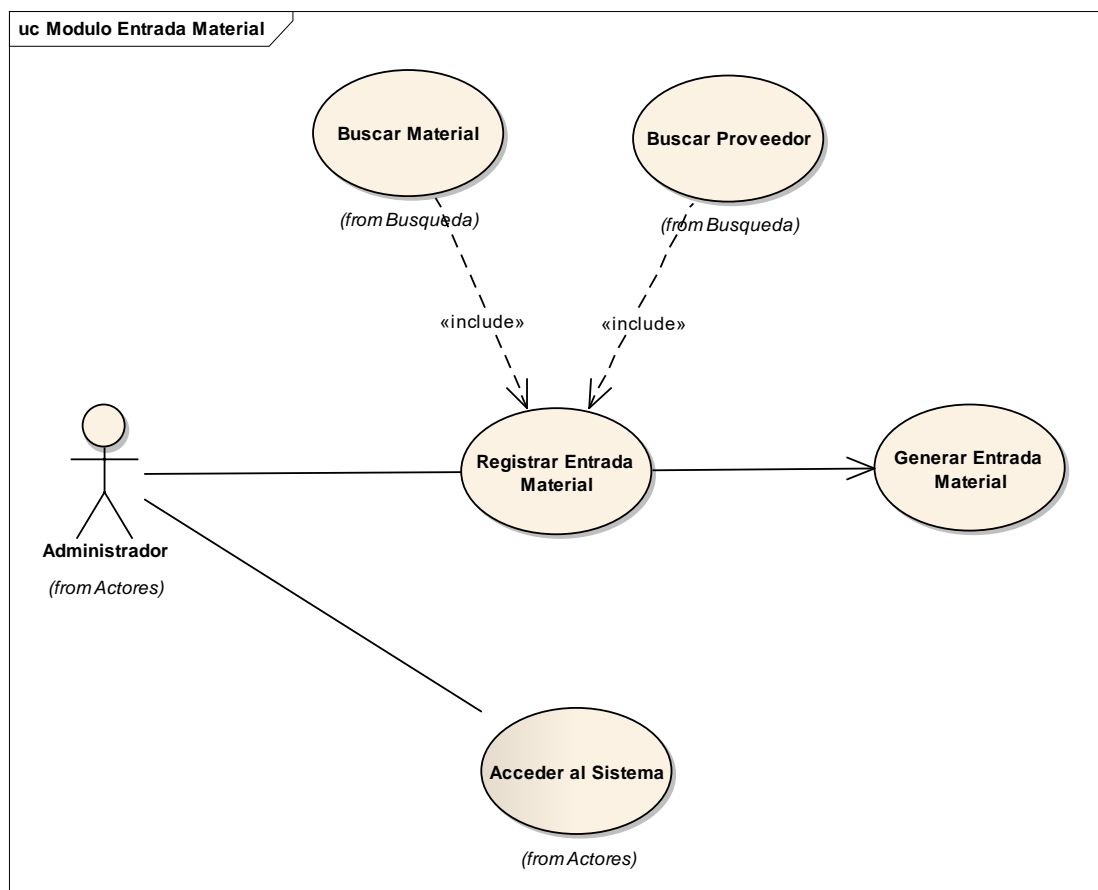 uc Modulo Entrada Material
Buscar Material
(from Busqueda)
Buscar Proveedor
(from Busqueda)
«include»
«include»
Administrador
(from Actores)
Registrar Entrada
Material
Generar Entrada
Material
Acceder al Sistema
(from Actores)